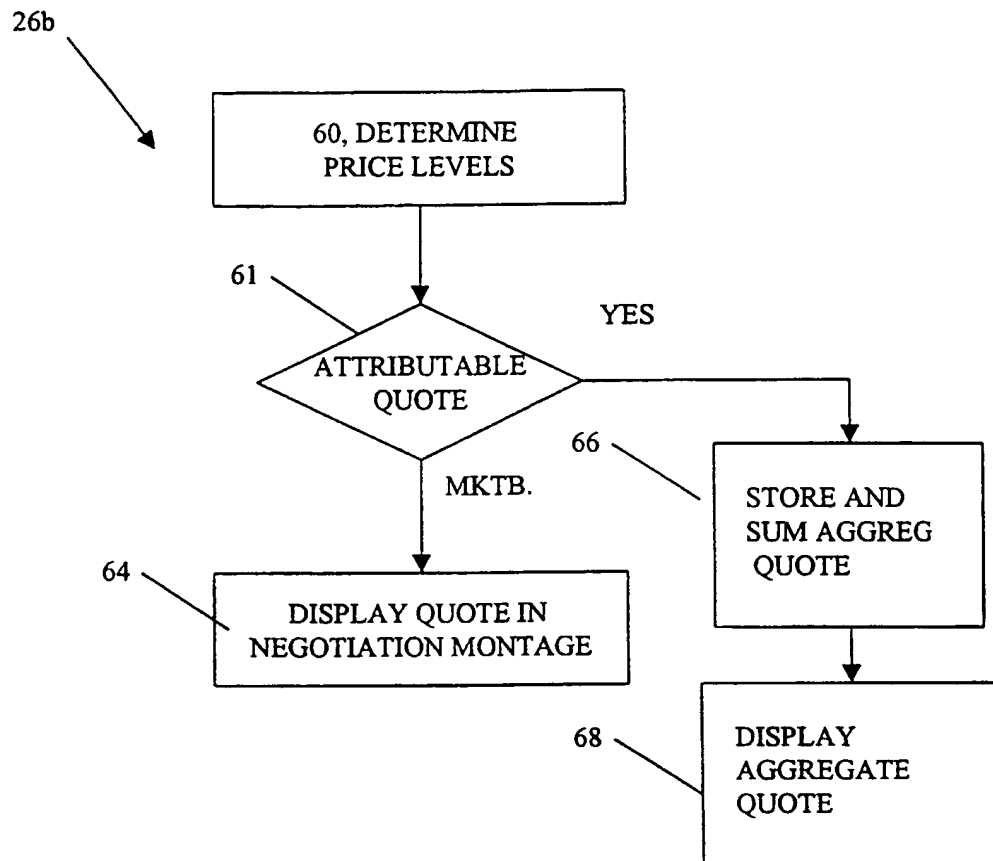 26b
60, DETERMINE
PRICE LEVELS
61
YES
ATTRIBUTABLE
QUOTE
66
MKTB.
STORE AND
SUM AGGREG
QUOTE
64
DISPLAY QUOTE IN
NEGOTIATION MONTAGE
68
DISPLAY
AGGREGATE
QUOTE